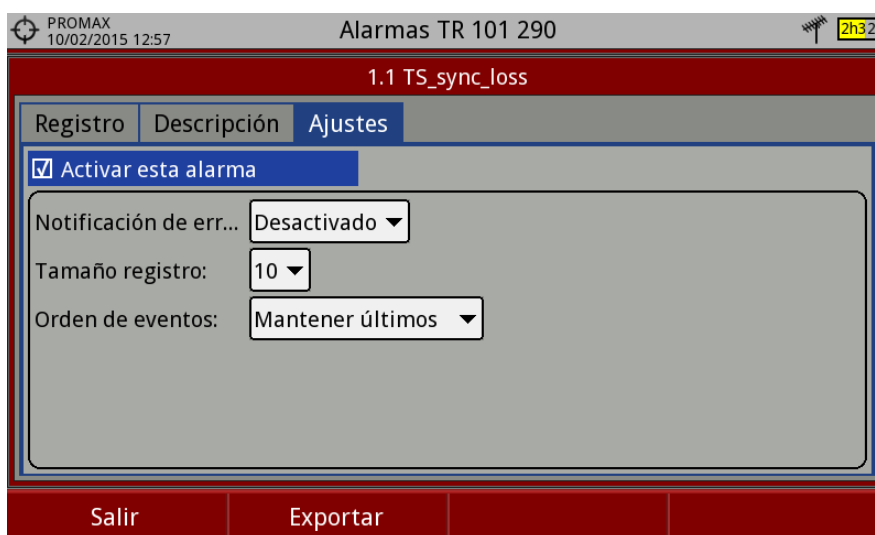 PROMAX
10/02/2015 12:57
Alarmas TR 101 290
2h32
1.1 TS_sync_loss
Registro Descripción Ajustes
Activar esta alarma
Notificación de err... Desactivado
Tamaño registro: 10
Orden de eventos: Mantener últimos
Salir Exportar